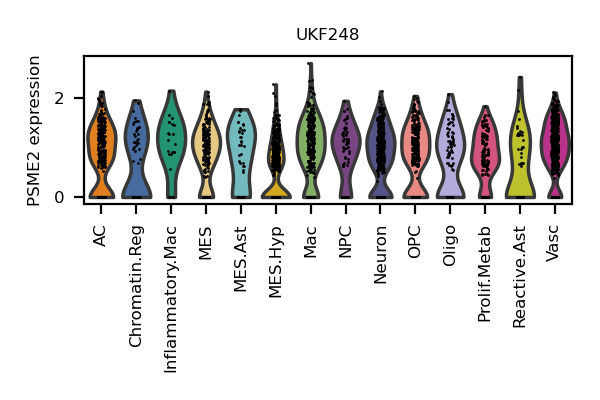 UKF248
PSME2 expression
2
0
AC
Chromatin.Reg
Inflammatory.Mac
MES
MES.Ast
MES.Hyp
Mac
NPC
Neuron
OPC
Oligo
Prolif.Metab
Reactive.Ast
Vasc